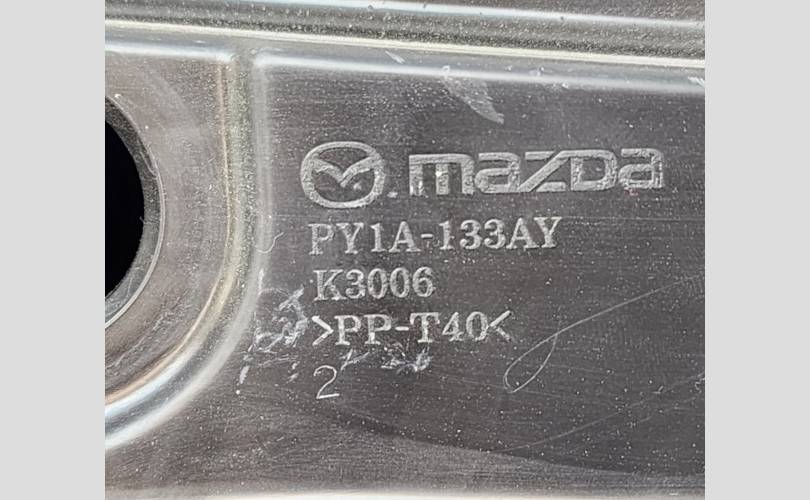 mazda
PY1A-133AY
K3006
>PP-T40<
2